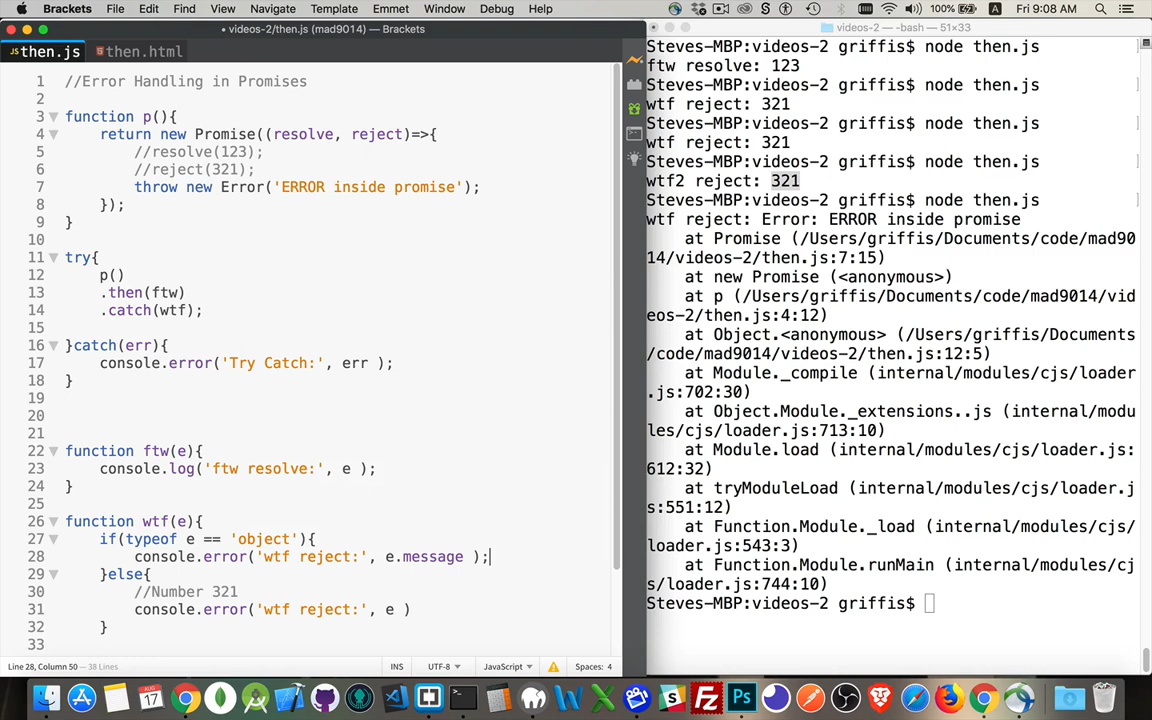 Brackets File Edit Find View Navigate Template Emmet Window Debug Help 100% A Fri 9:08 AM
• videos-2/then.js (mad9014) — Brackets
videos-2 — -bash — 51×33
JS then.js then.html
1 //Error Handling in Promises
2
3 function p(){
4 return new Promise((resolve, reject)=>{
5 //resolve(123);
6 //reject(321);
7 throw new Error('ERROR inside promise');
8 });
9 }
10
11 try{
12 p()
13 .then(ftw)
14 .catch(wtf);
15
16 }catch(err){
17 console.error('Try Catch:', err );
18 }
19
20
21
22 function ftw(e){
23 console.log('ftw resolve:', e );
24 }
25
26 function wtf(e){
27 if(typeof e == 'object'){
28 console.error('wtf reject:', e.message );
29 }else{
30 //Number 321
31 console.error('wtf reject:', e )
32 }
33
Line 28, Column 50 — 38 Lines INS UTF-8 JavaScript Spaces: 4
Steves-MBP:videos-2 griffis$ node then.js
ftw resolve: 123
Steves-MBP:videos-2 griffis$ node then.js
wtf reject: 321
Steves-MBP:videos-2 griffis$ node then.js
wtf reject: 321
Steves-MBP:videos-2 griffis$ node then.js
wtf2 reject: 321
Steves-MBP:videos-2 griffis$ node then.js
wtf reject: Error: ERROR inside promise
at Promise (/Users/griffis/Documents/code/mad90
14/videos-2/then.js:7:15)
at new Promise (<anonymous>)
at p (/Users/griffis/Documents/code/mad9014/vid
eos-2/then.js:4:12)
at Object.<anonymous> (/Users/griffis/Documents
/code/mad9014/videos-2/then.js:12:5)
at Module._compile (internal/modules/cjs/loader
.js:702:30)
at Object.Module._extensions..js (internal/modu
les/cjs/loader.js:713:10)
at Module.load (internal/modules/cjs/loader.js:
612:32)
at tryModuleLoad (internal/modules/cjs/loader.j
s:551:12)
at Function.Module._load (internal/modules/cjs/
loader.js:543:3)
at Function.Module.runMain (internal/modules/cj
s/loader.js:744:10)
Steves-MBP:videos-2 griffis$
AUG
17